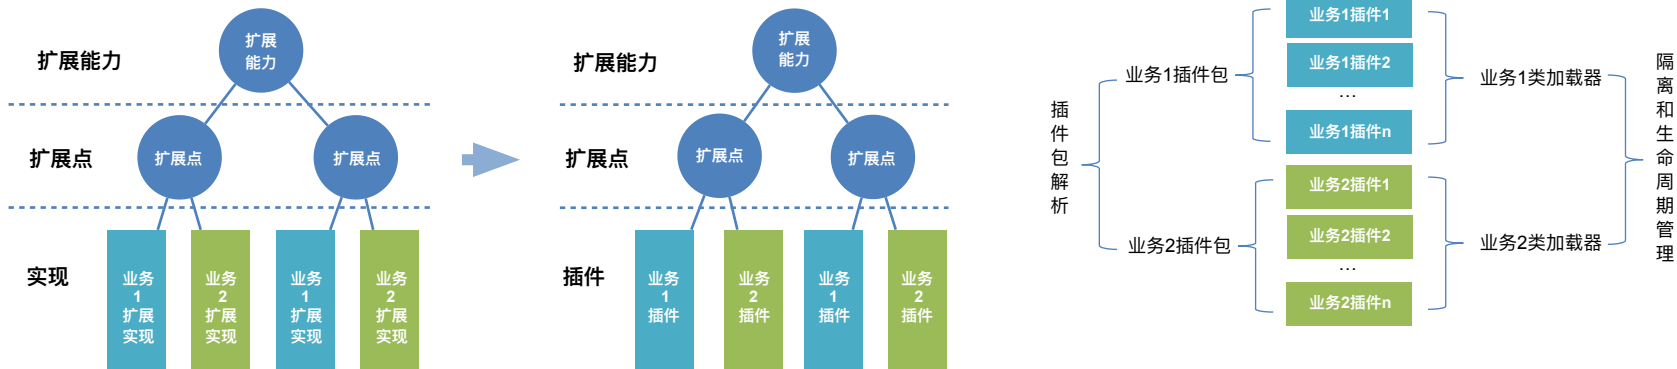 扩展能力
扩展
能力
扩展点
扩展点
扩展点
实现
业务
1
扩展
实现
业务
2
扩展
实现
业务
1
扩展
实现
业务
2
扩展
实现
扩展能力
扩展
能力
扩展点
扩展点
扩展点
插件
业务
1
插件
业务
2
插件
业务
1
插件
业务
2
插件
插件包解析
业务1插件包
业务1插件1
业务1插件2
...
业务1插件n
业务1类加载器
业务2插件包
业务2插件1
业务2插件2
...
业务2插件n
业务2类加载器
隔离和生命周期管理